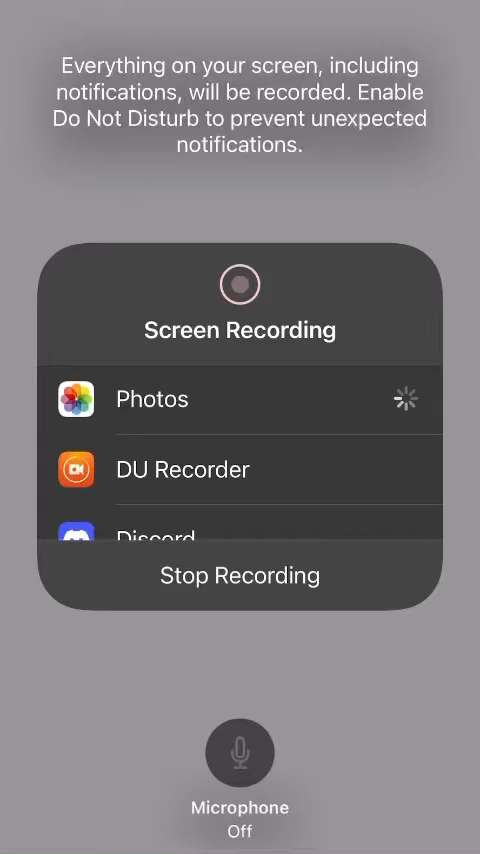 Everything on your screen, including
notifications, will be recorded. Enable
Do Not Disturb to prevent unexpected
notifications.
Screen Recording
Photos
DU Recorder
Discord
Stop Recording
Microphone
Off